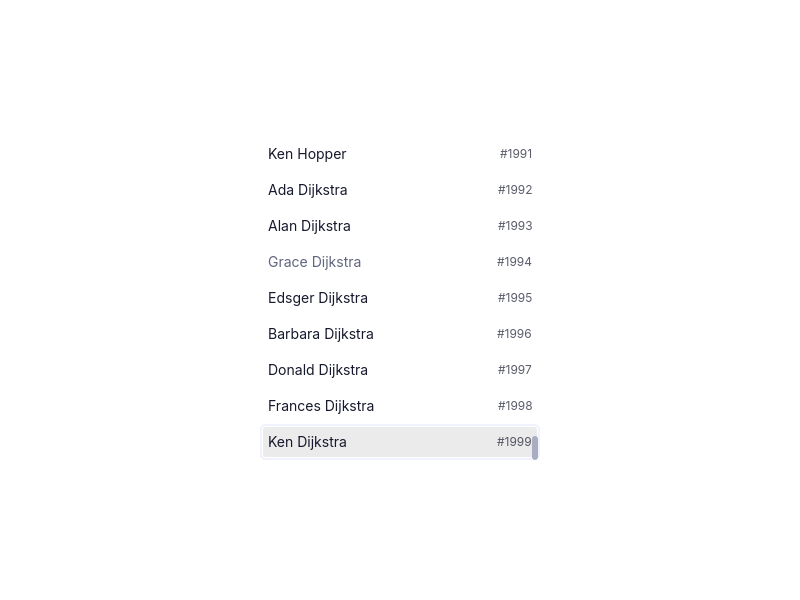 Ken Hopper #1991
Ada Dijkstra #1992
Alan Dijkstra #1993
Grace Dijkstra #1994
Edsger Dijkstra #1995
Barbara Dijkstra #1996
Donald Dijkstra #1997
Frances Dijkstra #1998
Ken Dijkstra #1999